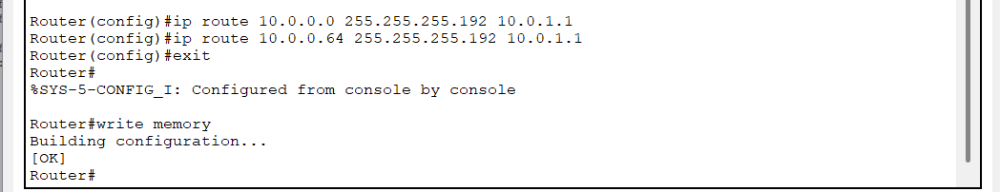 Router(config)#ip route 10.0.0.0 255.255.255.192 10.0.1.1
Router(config)#ip route 10.0.0.64 255.255.255.192 10.0.1.1
Router(config)#exit
Router#
%SYS-5-CONFIG_I: Configured from console by console
Router#write memory
Building configuration...
[OK]
Router#